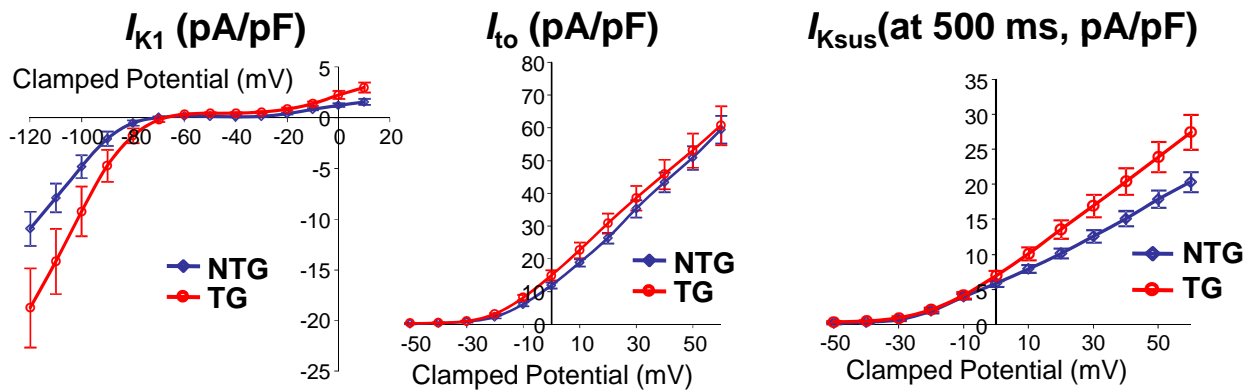 I_K1 (pA/pF)
Clamped Potential (mV)
5
0
-5
-10
-15
-20
-25
-120 -100 -80 -60 -40 -20 0 20
NTG
TG
I_to (pA/pF)
80
70
60
50
40
30
20
10
0
-50 -30 -10 10 30 50
NTG
TG
Clamped Potential (mV)
I_Ksus(at 500 ms, pA/pF)
35
30
25
20
15
10
5
0
-50 -30 -10 10 30 50
NTG
TG
Clamped Potential (mV)